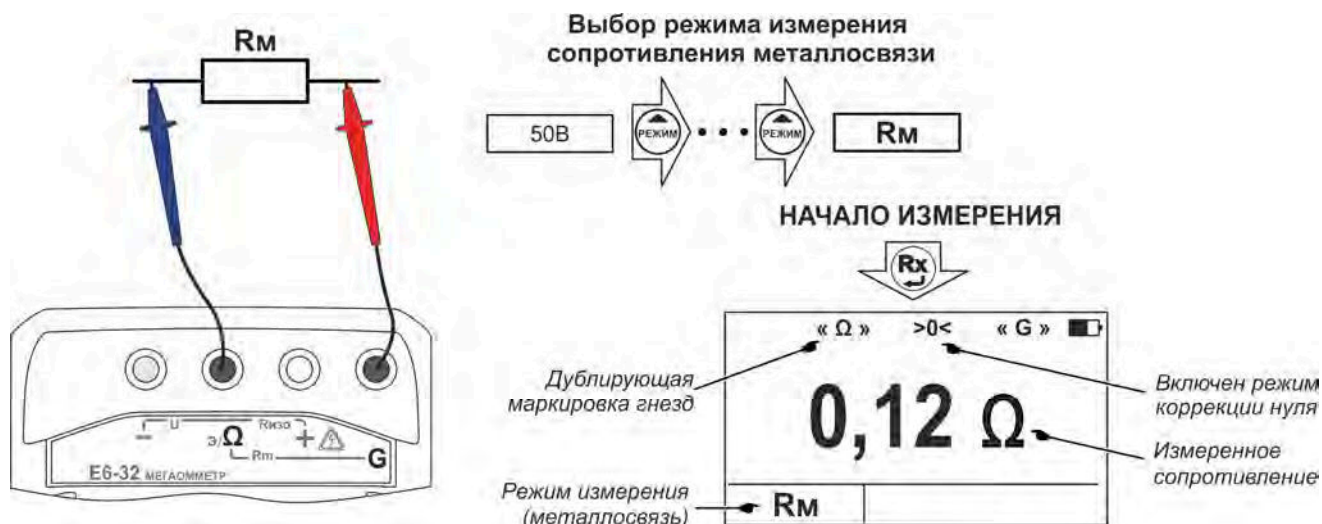 Rм
Выбор режима измерения
сопротивления металлосвязи
50В
РЕЖИМ
РЕЖИМ
Rм
НАЧАЛО ИЗМЕРЕНИЯ
Rx
« Ω » >0< « G »
Дублирующая
маркировка гнезд
Включен режим
коррекции нуля
0,12 Ω
Измеренное
сопротивление
Режим измерения
(металлосвязь)
Rм
U Rизо
– э/Ω +
Rm G
Е6-32 МЕГАОММЕТР